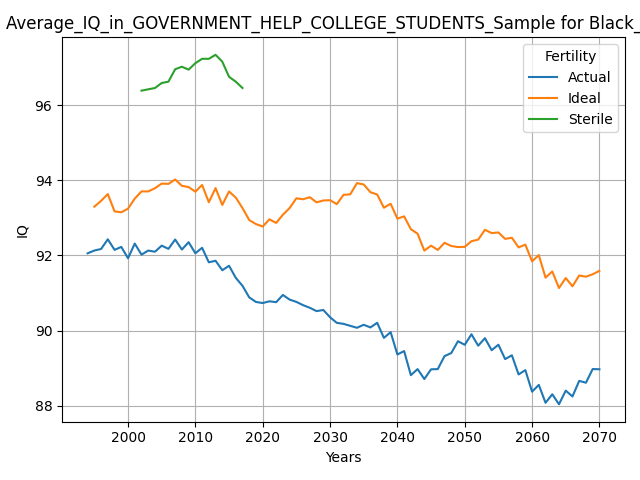 Average_IQ_in_GOVERNMENT_HELP_COLLEGE_STUDENTS_Sample for Black_
Fertility
Actual
Ideal
Sterile
IQ
96
94
92
90
88
2000 2010 2020 2030 2040 2050 2060 2070
Years